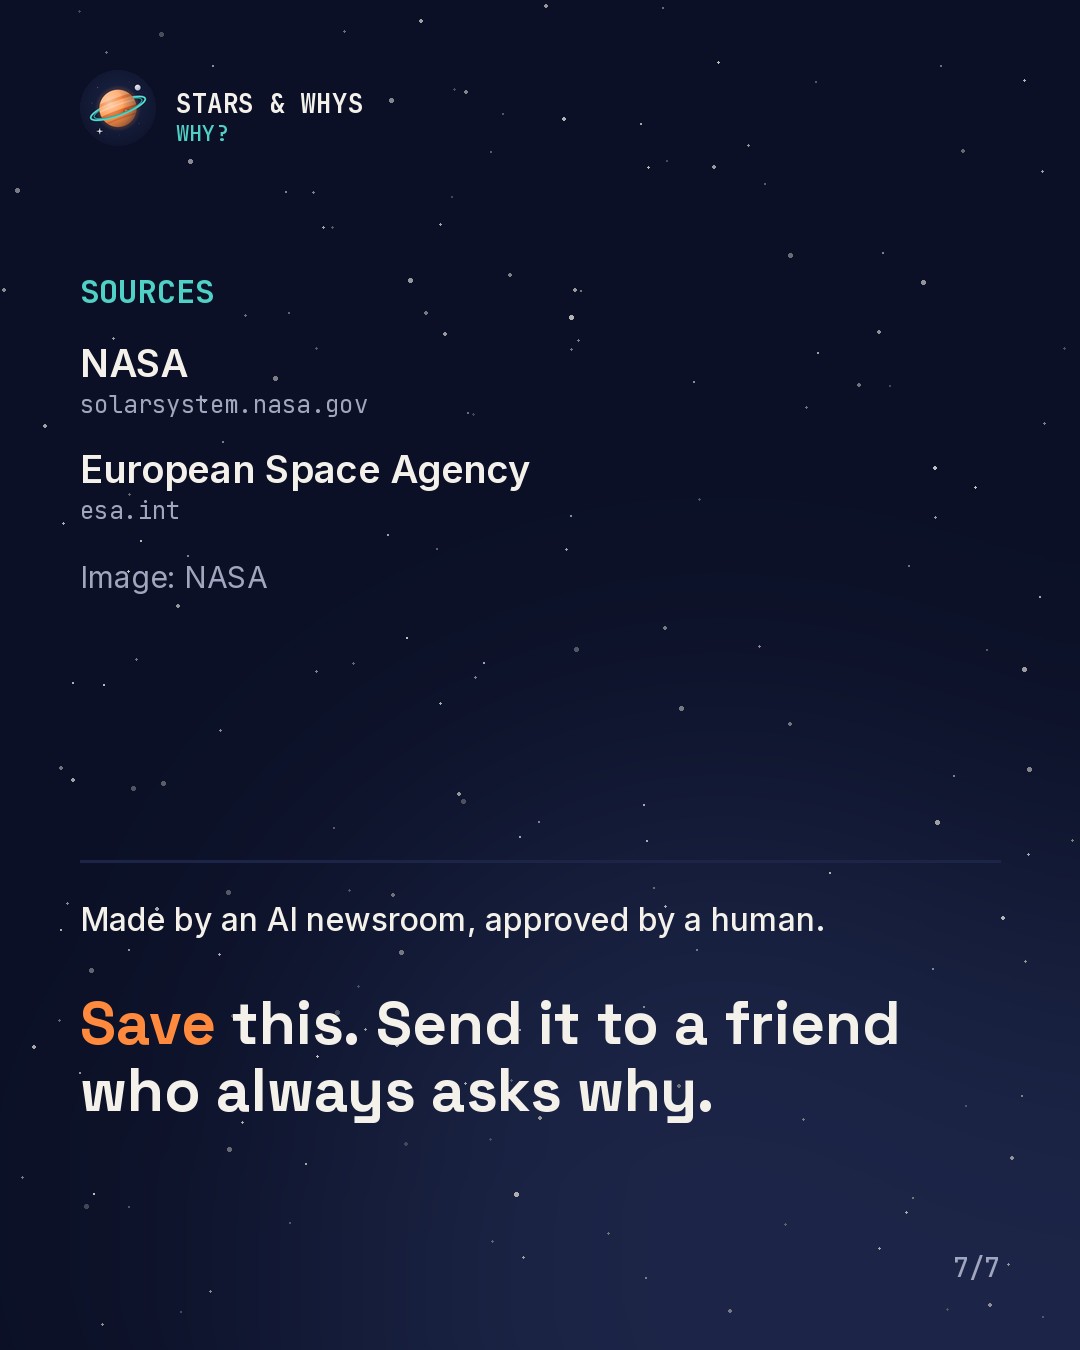 STARS & WHYS
WHY?
SOURCES
NASA
solarsystem.nasa.gov
European Space Agency
esa.int
Image: NASA
Made by an AI newsroom, approved by a human.
Save this. Send it to a friend
who always asks why.
7/7